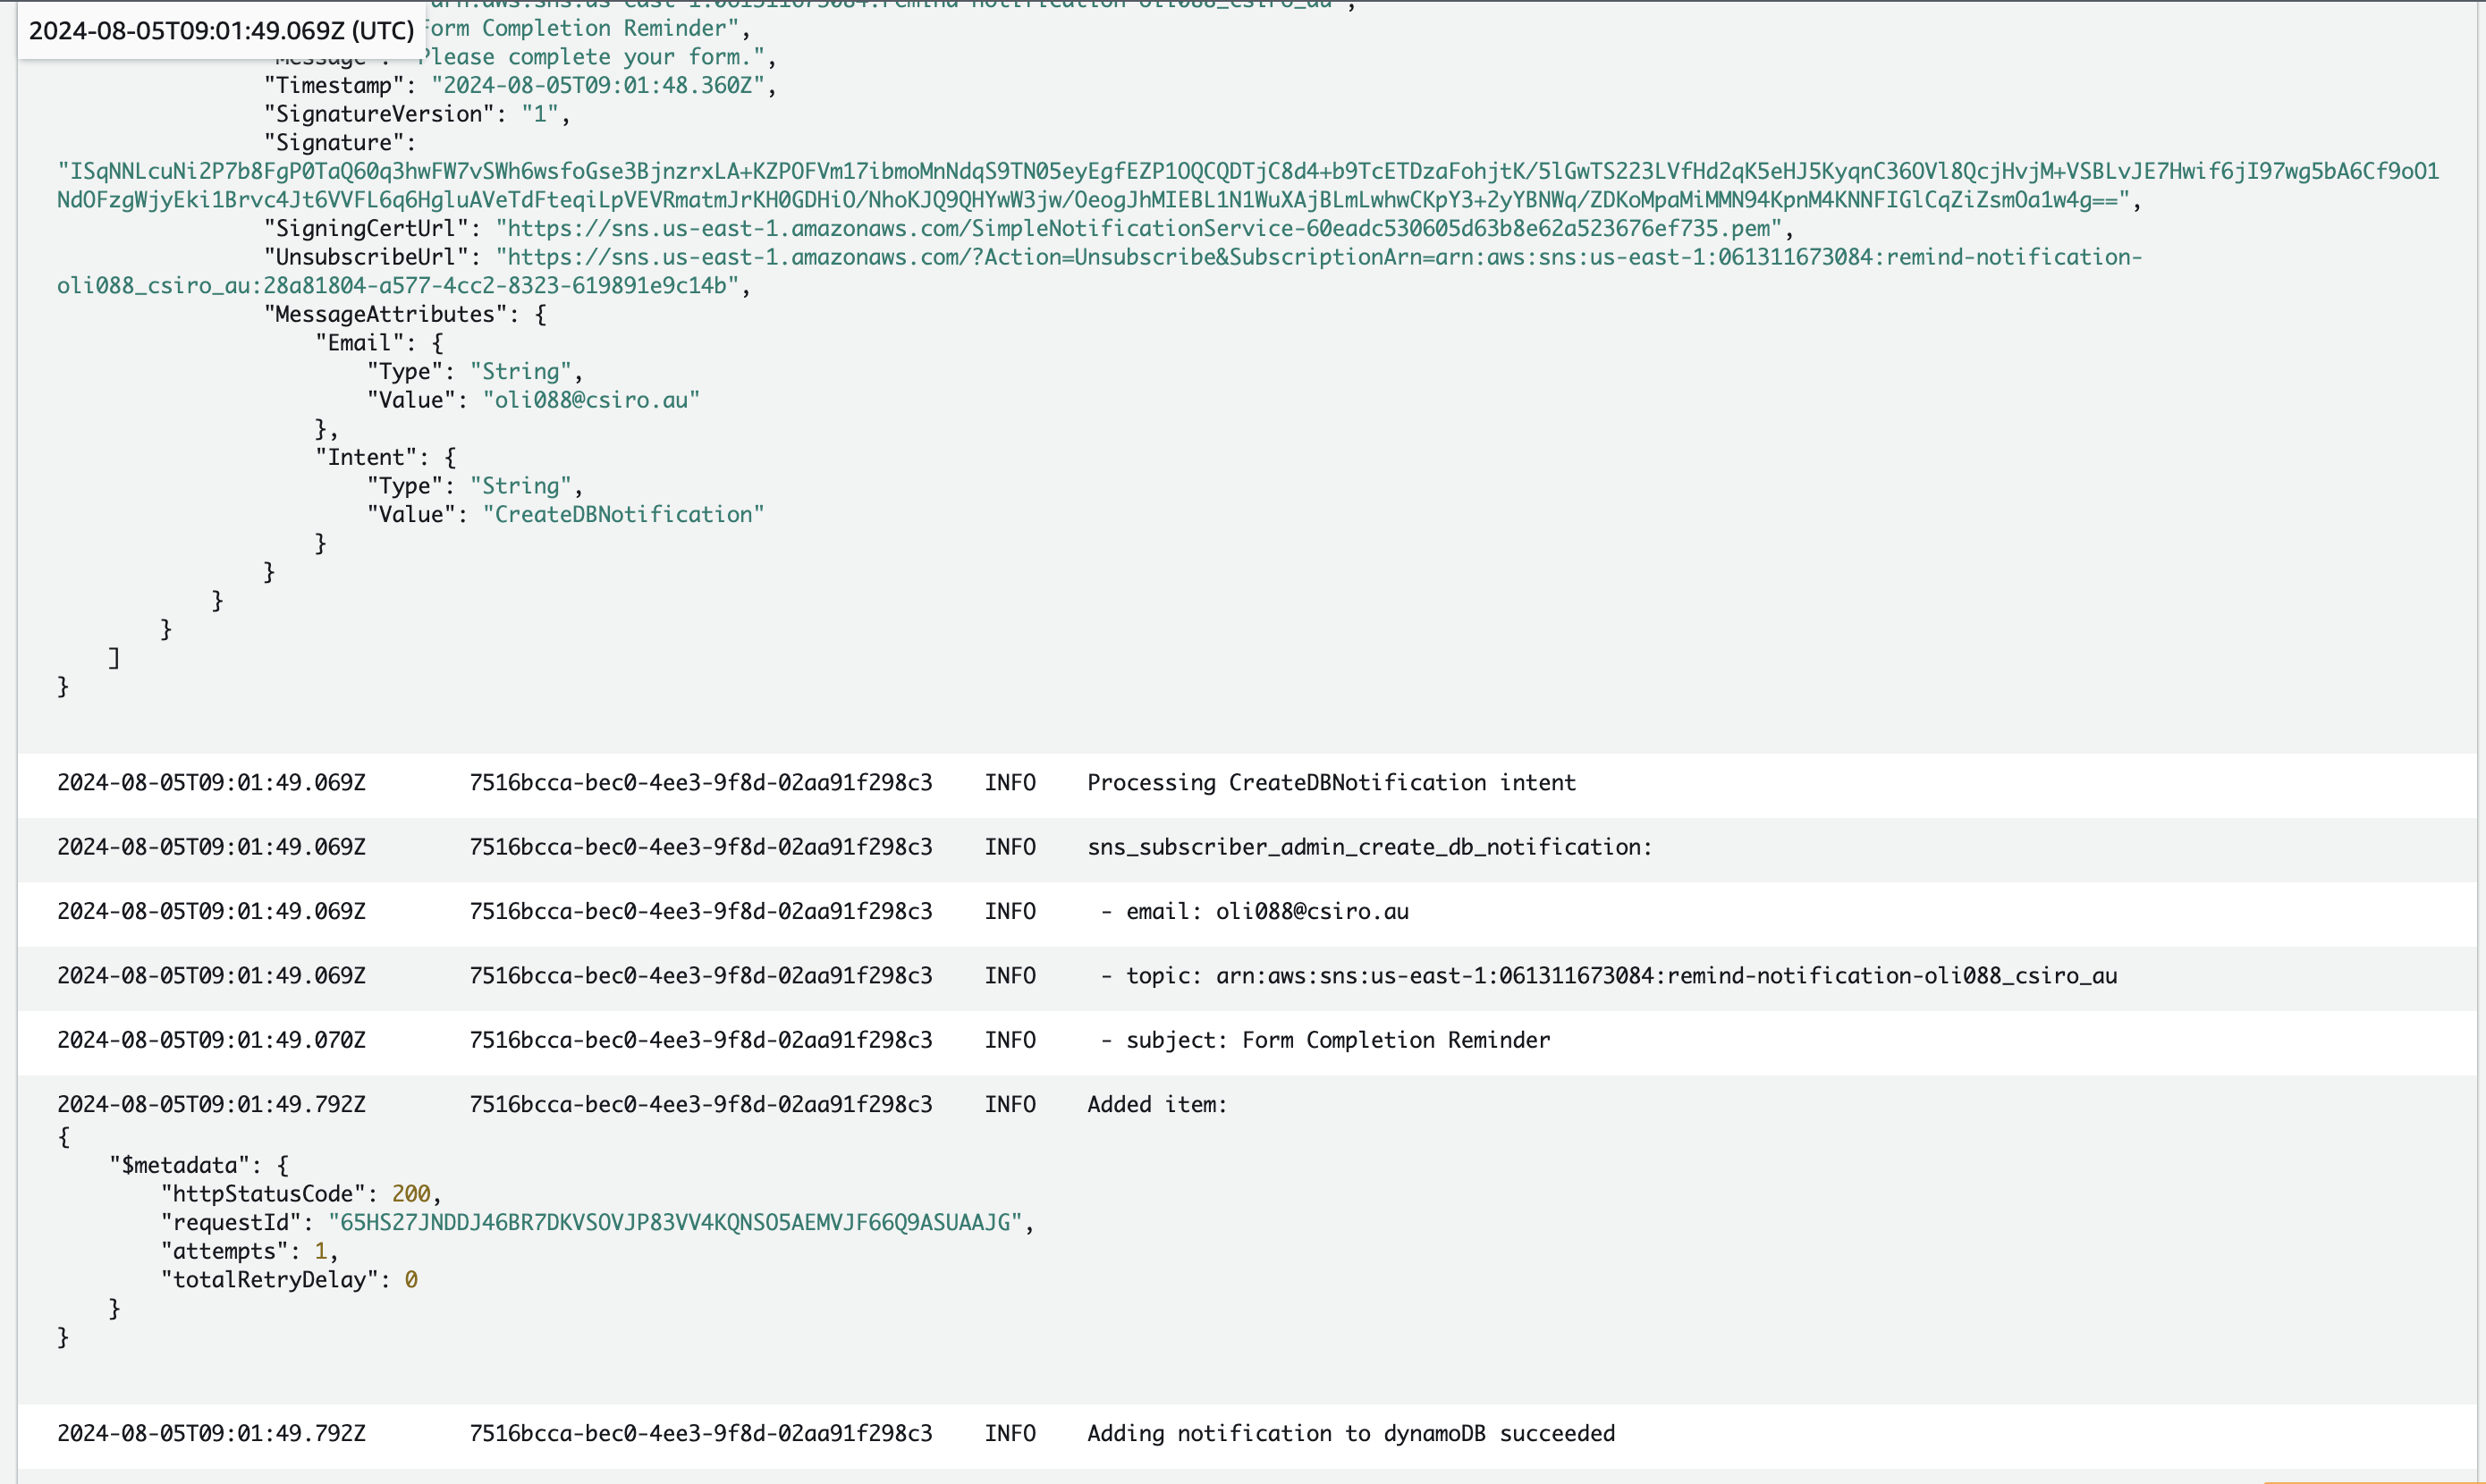 arn:aws:sns:us-east-1:061311673084:remind-notification-oli088_csiro_au",
2024-08-05T09:01:49.069Z (UTC)
Form Completion Reminder",
"Message": "Please complete your form.",
"Timestamp": "2024-08-05T09:01:48.360Z",
"SignatureVersion": "1",
"Signature":
"ISqNNLcuNi2P7b8FgP0TaQ60q3hwFW7vSWh6wsfoGse3BjnzrxLA+KZPOFVm17ibmoMnNdqS9TN05eyEgfEZP1OQCQDTjC8d4+b9TcETDzaFohjtK/5lGwTS223LVfHd2qK5eHJ5KyqnC36OVl8QcjHvjM+VSBLvJE7Hwif6jI97wg5bA6Cf9oO1
NdOFzgWjyEki1Brvc4Jt6VVFL6q6HgluAVeTdFteqiLpVEVRmatmJrKH0GDHiO/NhoKJQ9QHYwW3jw/OeogJhMIEBL1N1WuXAjBLmLwhwCKpY3+2yYBNWq/ZDKoMpaMiMMN94KpnM4KNNFIGlCqZiZsmOa1w4g==",
"SigningCertUrl": "https://sns.us-east-1.amazonaws.com/SimpleNotificationService-60eadc530605d63b8e62a523676ef735.pem",
"UnsubscribeUrl": "https://sns.us-east-1.amazonaws.com/?Action=Unsubscribe&SubscriptionArn=arn:aws:sns:us-east-1:061311673084:remind-notification-
oli088_csiro_au:28a81804-a577-4cc2-8323-619891e9c14b",
"MessageAttributes": {
"Email": {
"Type": "String",
"Value": "oli088@csiro.au"
},
"Intent": {
"Type": "String",
"Value": "CreateDBNotification"
}
}
}
}
]
}
2024-08-05T09:01:49.069Z 7516bcca-bec0-4ee3-9f8d-02aa91f298c3 INFO Processing CreateDBNotification intent
2024-08-05T09:01:49.069Z 7516bcca-bec0-4ee3-9f8d-02aa91f298c3 INFO sns_subscriber_admin_create_db_notification:
2024-08-05T09:01:49.069Z 7516bcca-bec0-4ee3-9f8d-02aa91f298c3 INFO - email: oli088@csiro.au
2024-08-05T09:01:49.069Z 7516bcca-bec0-4ee3-9f8d-02aa91f298c3 INFO - topic: arn:aws:sns:us-east-1:061311673084:remind-notification-oli088_csiro_au
2024-08-05T09:01:49.070Z 7516bcca-bec0-4ee3-9f8d-02aa91f298c3 INFO - subject: Form Completion Reminder
2024-08-05T09:01:49.792Z 7516bcca-bec0-4ee3-9f8d-02aa91f298c3 INFO Added item:
{
"$metadata": {
"httpStatusCode": 200,
"requestId": "65HS27JNDDJ46BR7DKVSOVJP83VV4KQNSO5AEMVJF66Q9ASUAAJG",
"attempts": 1,
"totalRetryDelay": 0
}
}
2024-08-05T09:01:49.792Z 7516bcca-bec0-4ee3-9f8d-02aa91f298c3 INFO Adding notification to dynamoDB succeeded